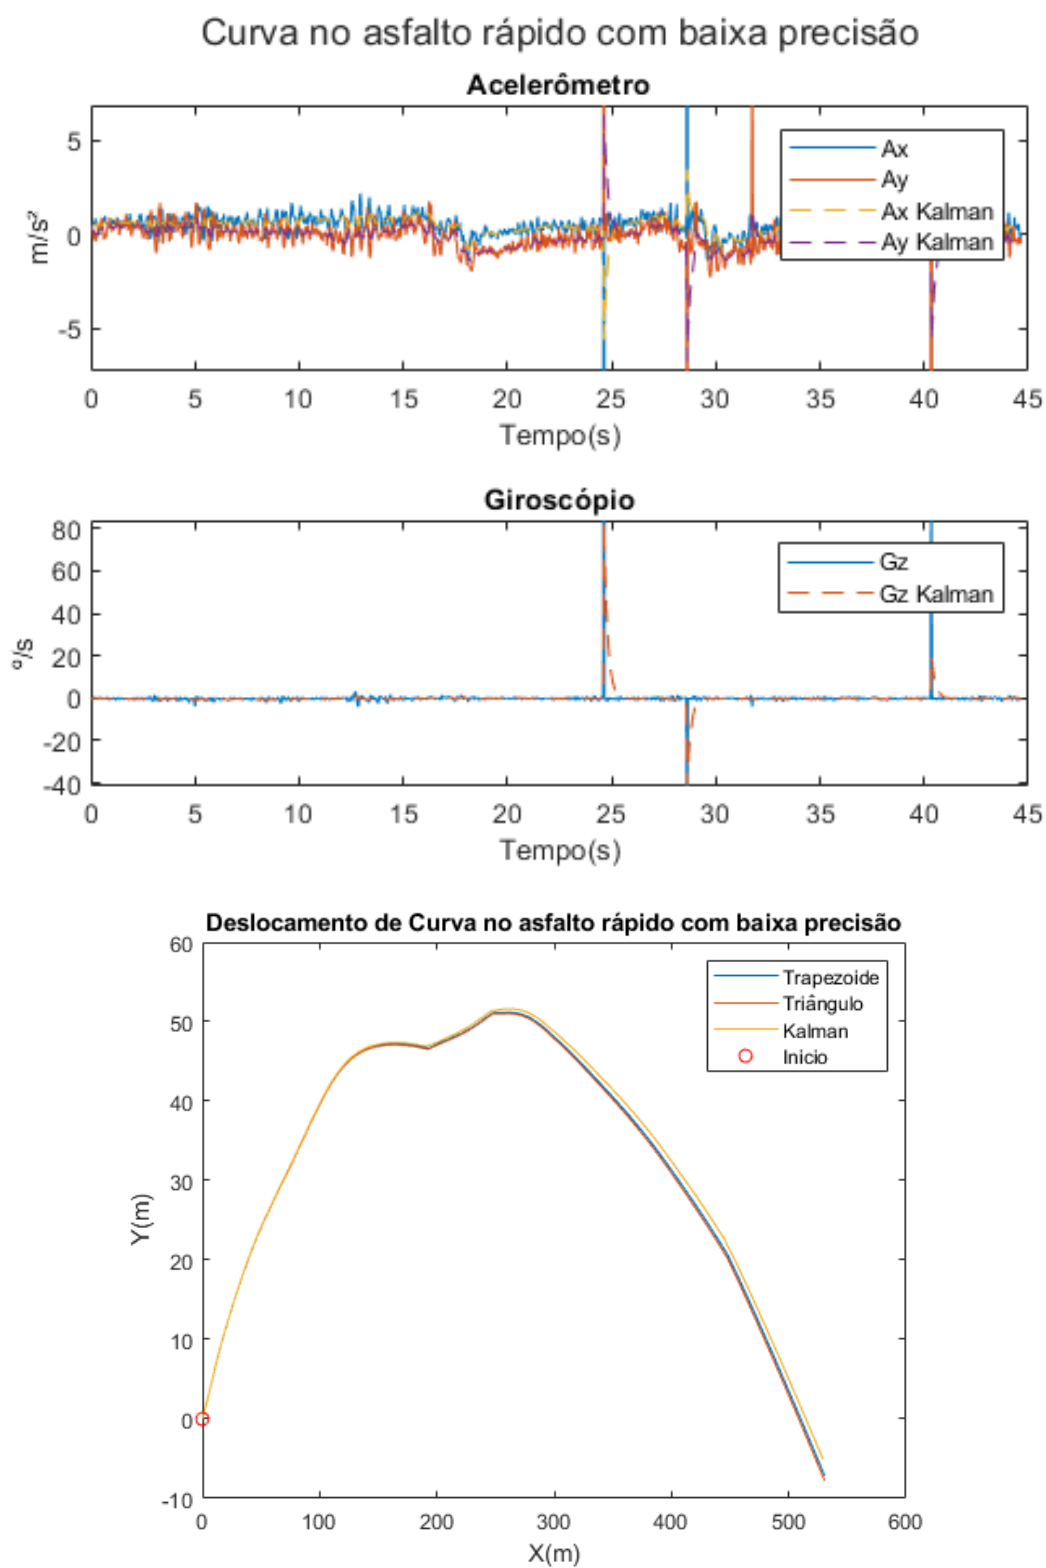 Curva no asfalto rápido com baixa precisão
Acelerômetro
m/s²
5
0
-5
Ax
Ay
Ax Kalman
Ay Kalman
0 5 10 15 20 25 30 35 40 45
Tempo(s)
Giroscópio
º/s
80
60
40
20
0
-20
-40
Gz
Gz Kalman
0 5 10 15 20 25 30 35 40 45
Tempo(s)
Deslocamento de Curva no asfalto rápido com baixa precisão
Y(m)
60
50
40
30
20
10
0
-10
Trapezoide
Triângulo
Kalman
Inicio
0 100 200 300 400 500 600
X(m)